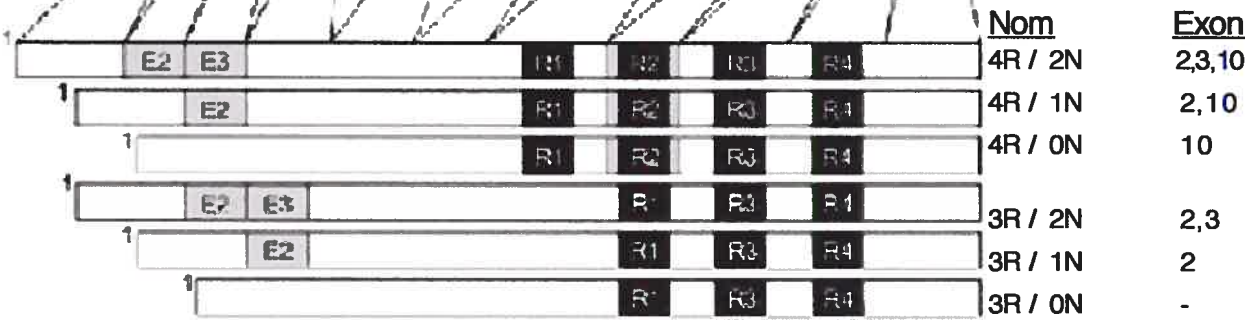 Nom Exon
1 E2 E3 R1 R2 R3 R4 4R / 2N 2,3,10
1 E2 R1 R2 R3 R4 4R / 1N 2,10
1 R1 R2 R3 R4 4R / 0N 10
1 E2 E3 R1 R3 R4 3R / 2N 2,3
1 E2 R1 R3 R4 3R / 1N 2
1 R1 R3 R4 3R / 0N -